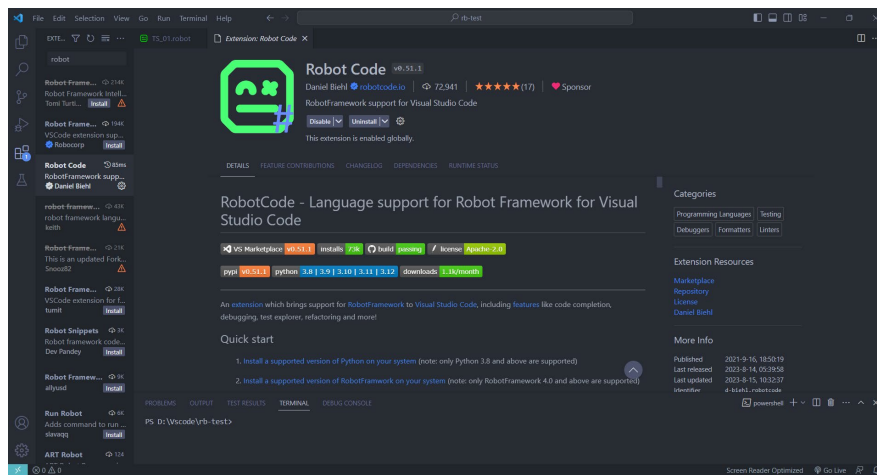 File Edit Selection View Go Run Terminal Help
rb-test
EXTE...
TS_01.robot
Extension: Robot Code
robot
Robot Frame... 214K
Robot Framework Intell...
Tomi Turti... Install
Robot Frame... 194K
VSCode extension sup...
Robocorp Install
Robot Code 85ms
RobotFramework supp...
Daniel Biehl
robot framew... 43K
robot framework langu...
keith
Robot Frame... 21K
This is an updated Fork...
Snooz82
Robot Frame... 28K
VSCode extension for f...
tumit Install
Robot Snippets 3K
Robot framework code...
Dev Pandey Install
Robot Framew... 9K
allyusd Install
Run Robot 6K
Adds command to run ...
slavaqq Install
ART Robot 124
Robot Code v0.51.1
Daniel Biehl robotcode.io 72,941 (17) Sponsor
RobotFramework support for Visual Studio Code
Disable Uninstall
This extension is enabled globally.
DETAILS FEATURE CONTRIBUTIONS CHANGELOG DEPENDENCIES RUNTIME STATUS
RobotCode - Language support for Robot Framework for Visual
Studio Code
VS Marketplace v0.51.1 installs 73k build passing license Apache-2.0
pypi v0.51.1 python 3.8 | 3.9 | 3.10 | 3.11 | 3.12 downloads 1.1k/month
An extension which brings support for RobotFramework to Visual Studio Code, including features like code completion,
debugging, test explorer, refactoring and more!
Quick start
1. Install a supported version of Python on your system (note: only Python 3.8 and above are supported)
2. Install a supported version of RobotFramwork on your system (note: only RobotFramework 4.0 and above are supported)
Categories
Programming Languages Testing
Debuggers Formatters Linters
Extension Resources
Marketplace
Repository
License
Daniel Biehl
More Info
Published 2021-9-16, 18:50:19
Last released 2023-8-14, 05:39:58
Last updated 2023-8-15, 10:32:37
Identifier d-biehl.robotcode
PROBLEMS OUTPUT TEST RESULTS TERMINAL DEBUG CONSOLE
powershell
PS D:\Vscode\rb-test>
0 0
Screen Reader Optimized Go Live